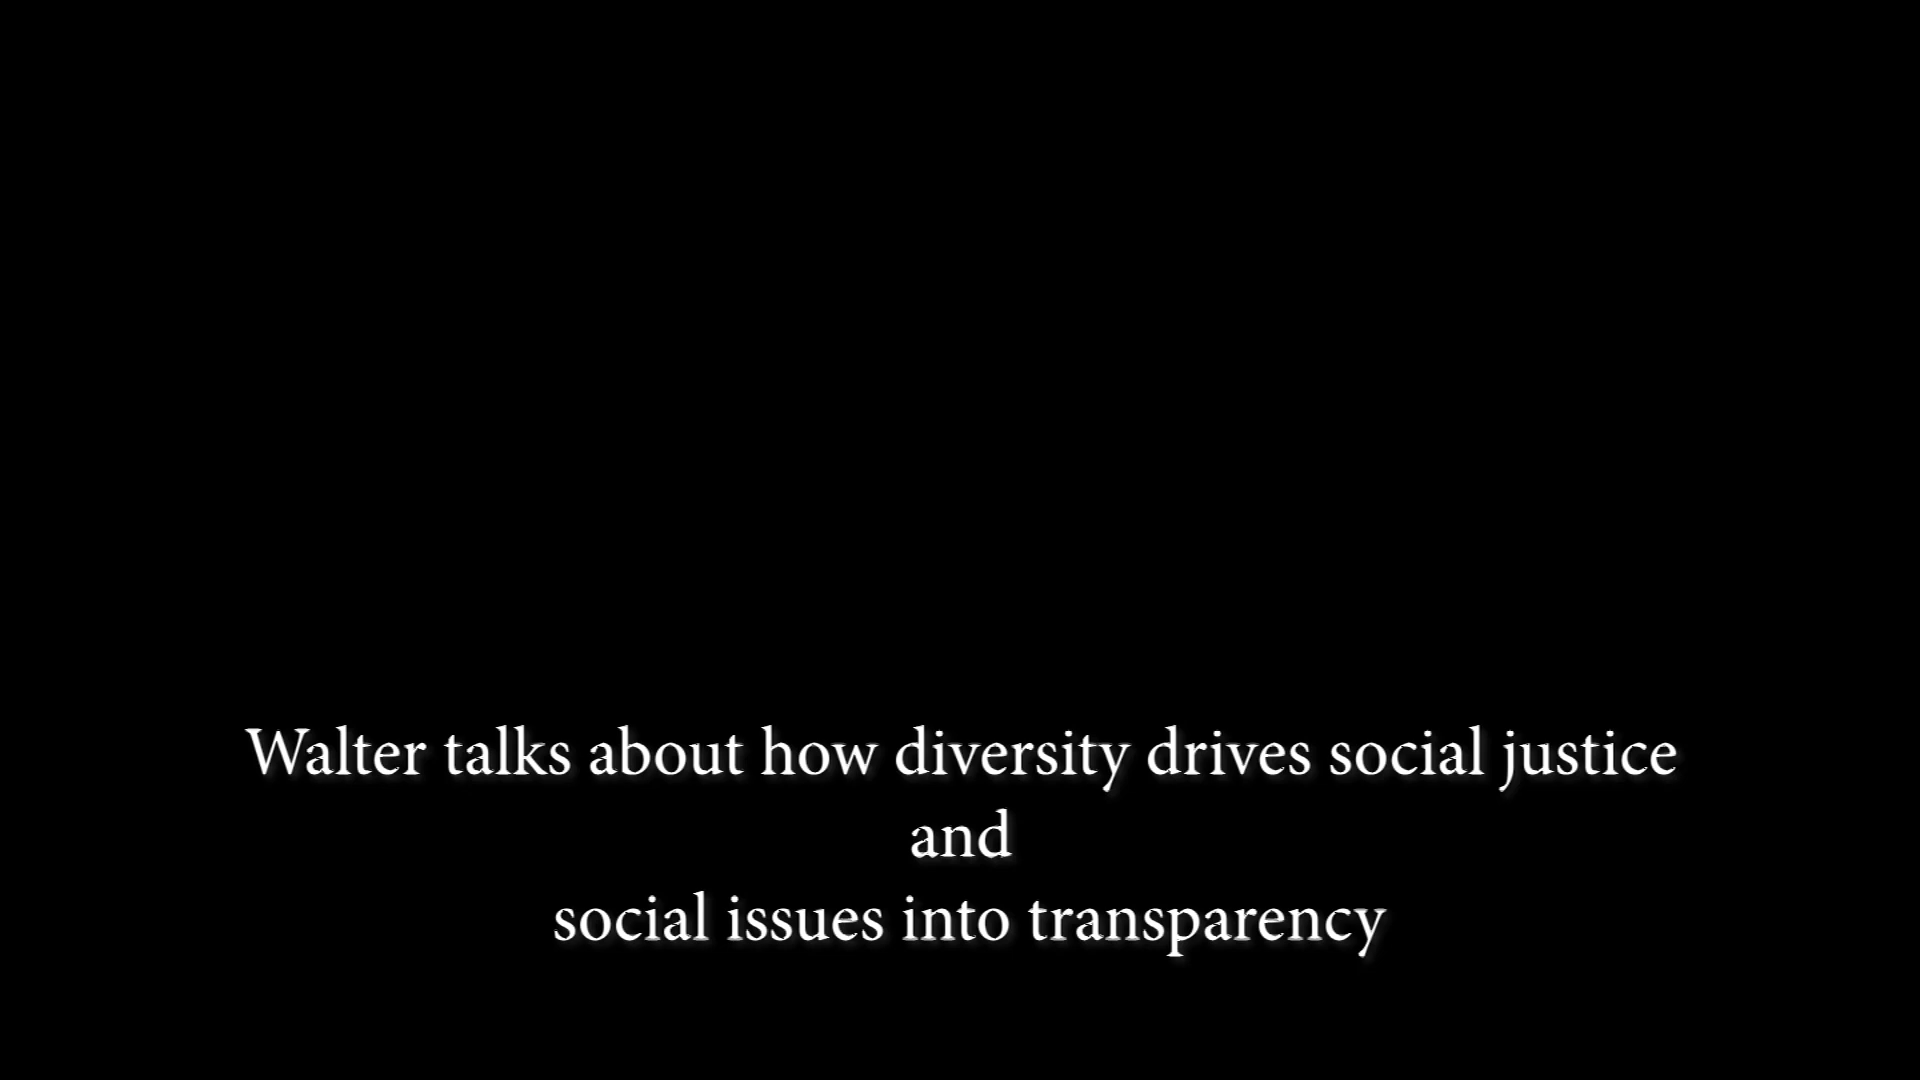 Walter talks about how diversity drives social justice
and
social issues into transparency